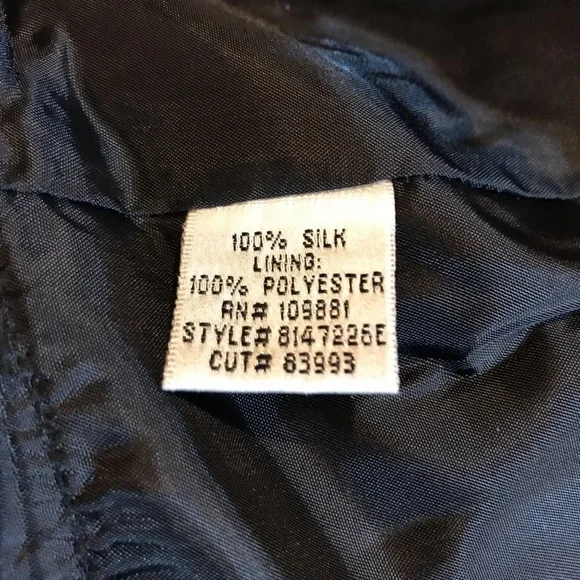 100% SILK
LINING:
100% POLYESTER
RN# 109881
STYLE# 8147226E
CUT# 83993